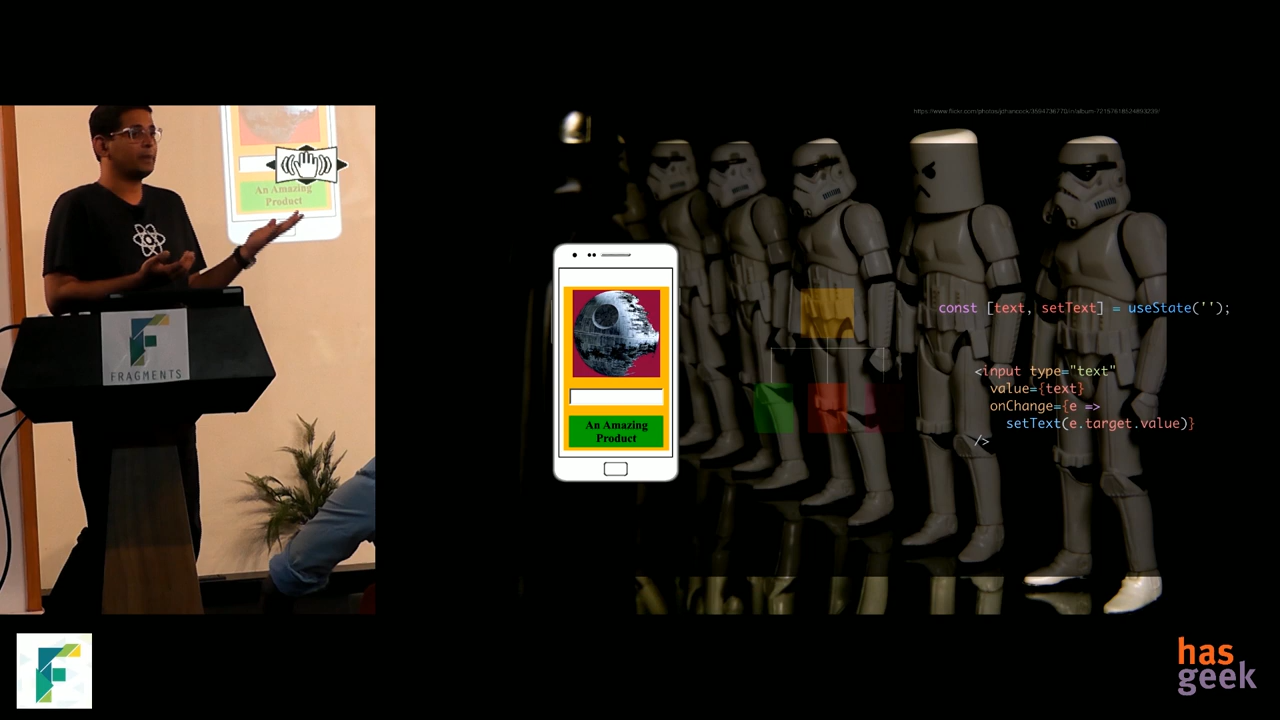 An Amazing
Product
FRAGMENTS
An Amazing
Product
const [text, setText] = useState('');
<input type="text"
value={text}
onChange={e =>
setText(e.target.value)}
/>
F
has
geek